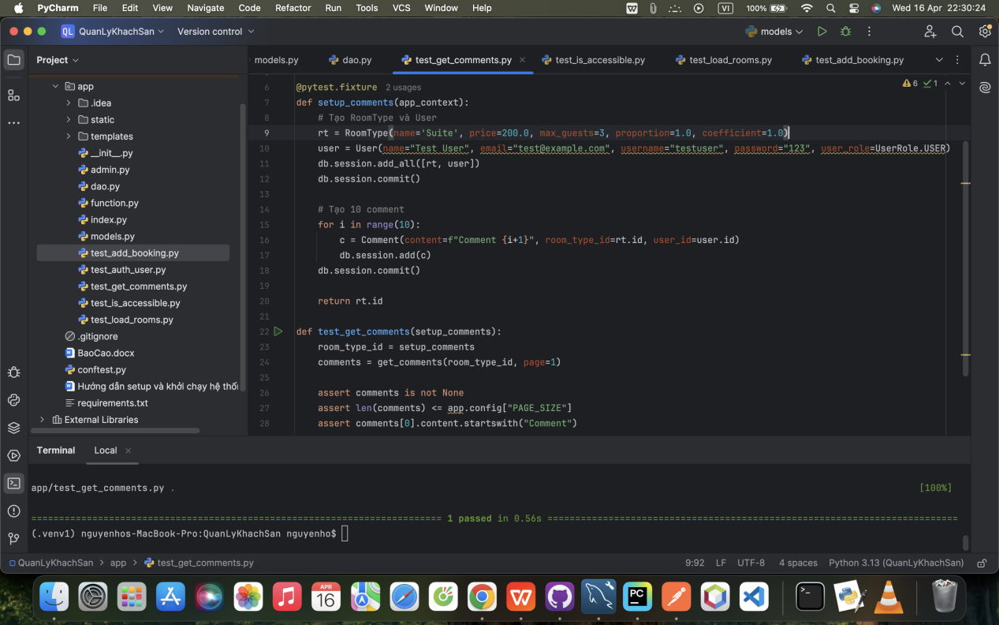 PyCharm File Edit View Navigate Code Refactor Run Tools VCS Window Help VI 100% Wed 16 Apr 22:30:24
QL QuanLyKhachSan Version control models
Project
models.py dao.py test_get_comments.py test_is_accessible.py test_load_rooms.py test_add_booking.py
app
.idea
static
templates
__init__.py
admin.py
dao.py
function.py
index.py
models.py
test_add_booking.py
test_auth_user.py
test_get_comments.py
test_is_accessible.py
test_load_rooms.py
.gitignore
BaoCao.docx
conftest.py
Hướng dẫn setup và khởi chạy hệ thối
requirements.txt
External Libraries
6 1
6 @pytest.fixture 2 usages
7 def setup_comments(app_context):
8 # Tạo RoomType và User
9 rt = RoomType(name='Suite', price=200.0, max_guests=3, proportion=1.0, coefficient=1.0)
10 user = User(name="Test User", email="test@example.com", username="testuser", password="123", user_role=UserRole.USER)
11 db.session.add_all([rt, user])
12 db.session.commit()
13
14 # Tạo 10 comment
15 for i in range(10):
16 c = Comment(content=f"Comment {i+1}", room_type_id=rt.id, user_id=user.id)
17 db.session.add(c)
18 db.session.commit()
19
20 return rt.id
21
22 def test_get_comments(setup_comments):
23 room_type_id = setup_comments
24 comments = get_comments(room_type_id, page=1)
25
26 assert comments is not None
27 assert len(comments) <= app.config["PAGE_SIZE"]
28 assert comments[0].content.startswith("Comment")
Terminal Local
app/test_get_comments.py . [100%]
1 passed in 0.56s
(.venv1) nguyenhos-MacBook-Pro:QuanLyKhachSan nguyenho$
QuanLyKhachSan > app > test_get_comments.py 9:92 LF UTF-8 4 spaces Python 3.13 (QuanLyKhachSan)
APR
16
PC